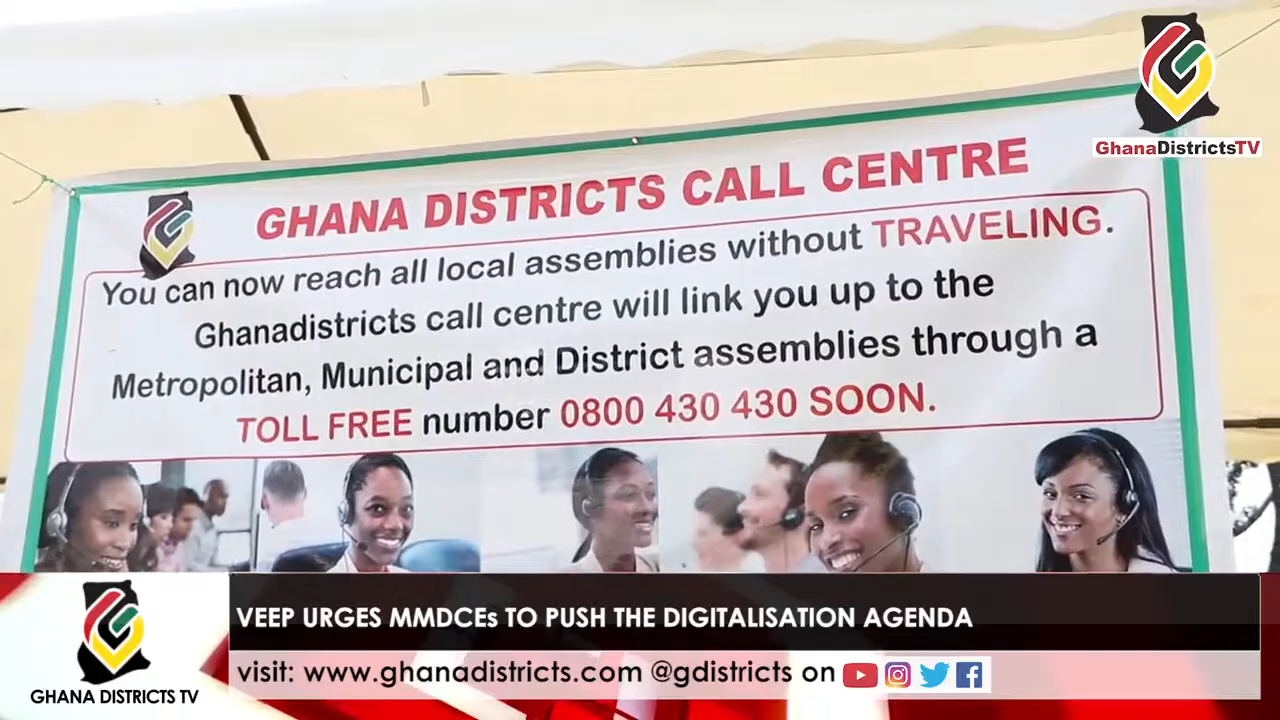 GhanaDistrictsTV
GHANA DISTRICTS CALL CENTRE
You can now reach all local assemblies without TRAVELING.
Ghanadistricts call centre will link you up to the
Metropolitan, Municipal and District assemblies through a
TOLL FREE number 0800 430 430 SOON.
VEEP URGES MMDCEs TO PUSH THE DIGITALISATION AGENDA
visit: www.ghanadistricts.com @gdistricts on
GHANA DISTRICTS TV